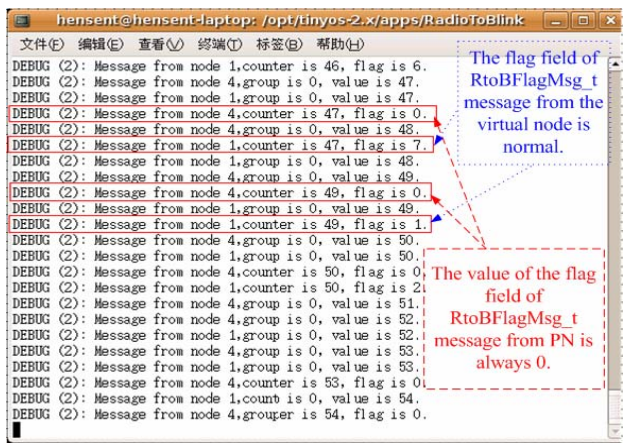 hensent@hensent-laptop: /opt/tinyos-2.x/apps/RadioToBlink
文件(F) 编辑(E) 查看(V) 终端(T) 标签(B) 帮助(H)
DEBUG (2): Message from node 1,counter is 46, flag is 6.
DEBUG (2): Message from node 4,group is 0, value is 47.
DEBUG (2): Message from node 1,group is 0, value is 47.
DEBUG (2): Message from node 4,counter is 47, flag is 0.
DEBUG (2): Message from node 4,group is 0, value is 48.
DEBUG (2): Message from node 1,counter is 47, flag is 7.
DEBUG (2): Message from node 1,group is 0, value is 48.
DEBUG (2): Message from node 4,group is 0, value is 49.
DEBUG (2): Message from node 4,counter is 49, flag is 0.
DEBUG (2): Message from node 1,group is 0, value is 49.
DEBUG (2): Message from node 1,counter is 49, flag is 1.
DEBUG (2): Message from node 4,group is 0, value is 50.
DEBUG (2): Message from node 1,group is 0, value is 50.
DEBUG (2): Message from node 4,counter is 50, flag is 0
DEBUG (2): Message from node 1,counter is 50, flag is 2
DEBUG (2): Message from node 4,group is 0, value is 51.
DEBUG (2): Message from node 4,group is 0, value is 52.
DEBUG (2): Message from node 1,group is 0, value is 52.
DEBUG (2): Message from node 4,group is 0, value is 53.
DEBUG (2): Message from node 1,group is 0, value is 53.
DEBUG (2): Message from node 4,counter is 53, flag is 0
DEBUG (2): Message from node 1,count is 0, value is 54.
DEBUG (2): Message from node 4,grouper is 54, flag is 0.
The flag field of
RtoBFlagMsg_t
message from the
virtual node is
normal.
The value of the flag
field of
RtoBFlagMsg_t
message from PN is
always 0.